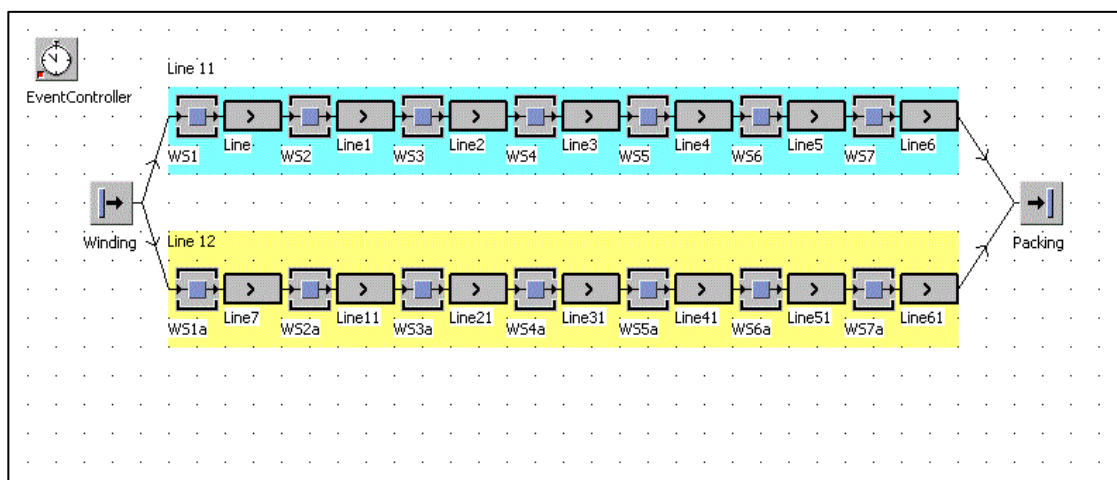 Line 11
EventController
WS1
Line
WS2
Line1
WS3
Line2
WS4
Line3
WS5
Line4
WS6
Line5
WS7
Line6
Winding
Packing
Line 12
WS1a
Line7
WS2a
Line11
WS3a
Line21
WS4a
Line31
WS5a
Line41
WS6a
Line51
WS7a
Line61